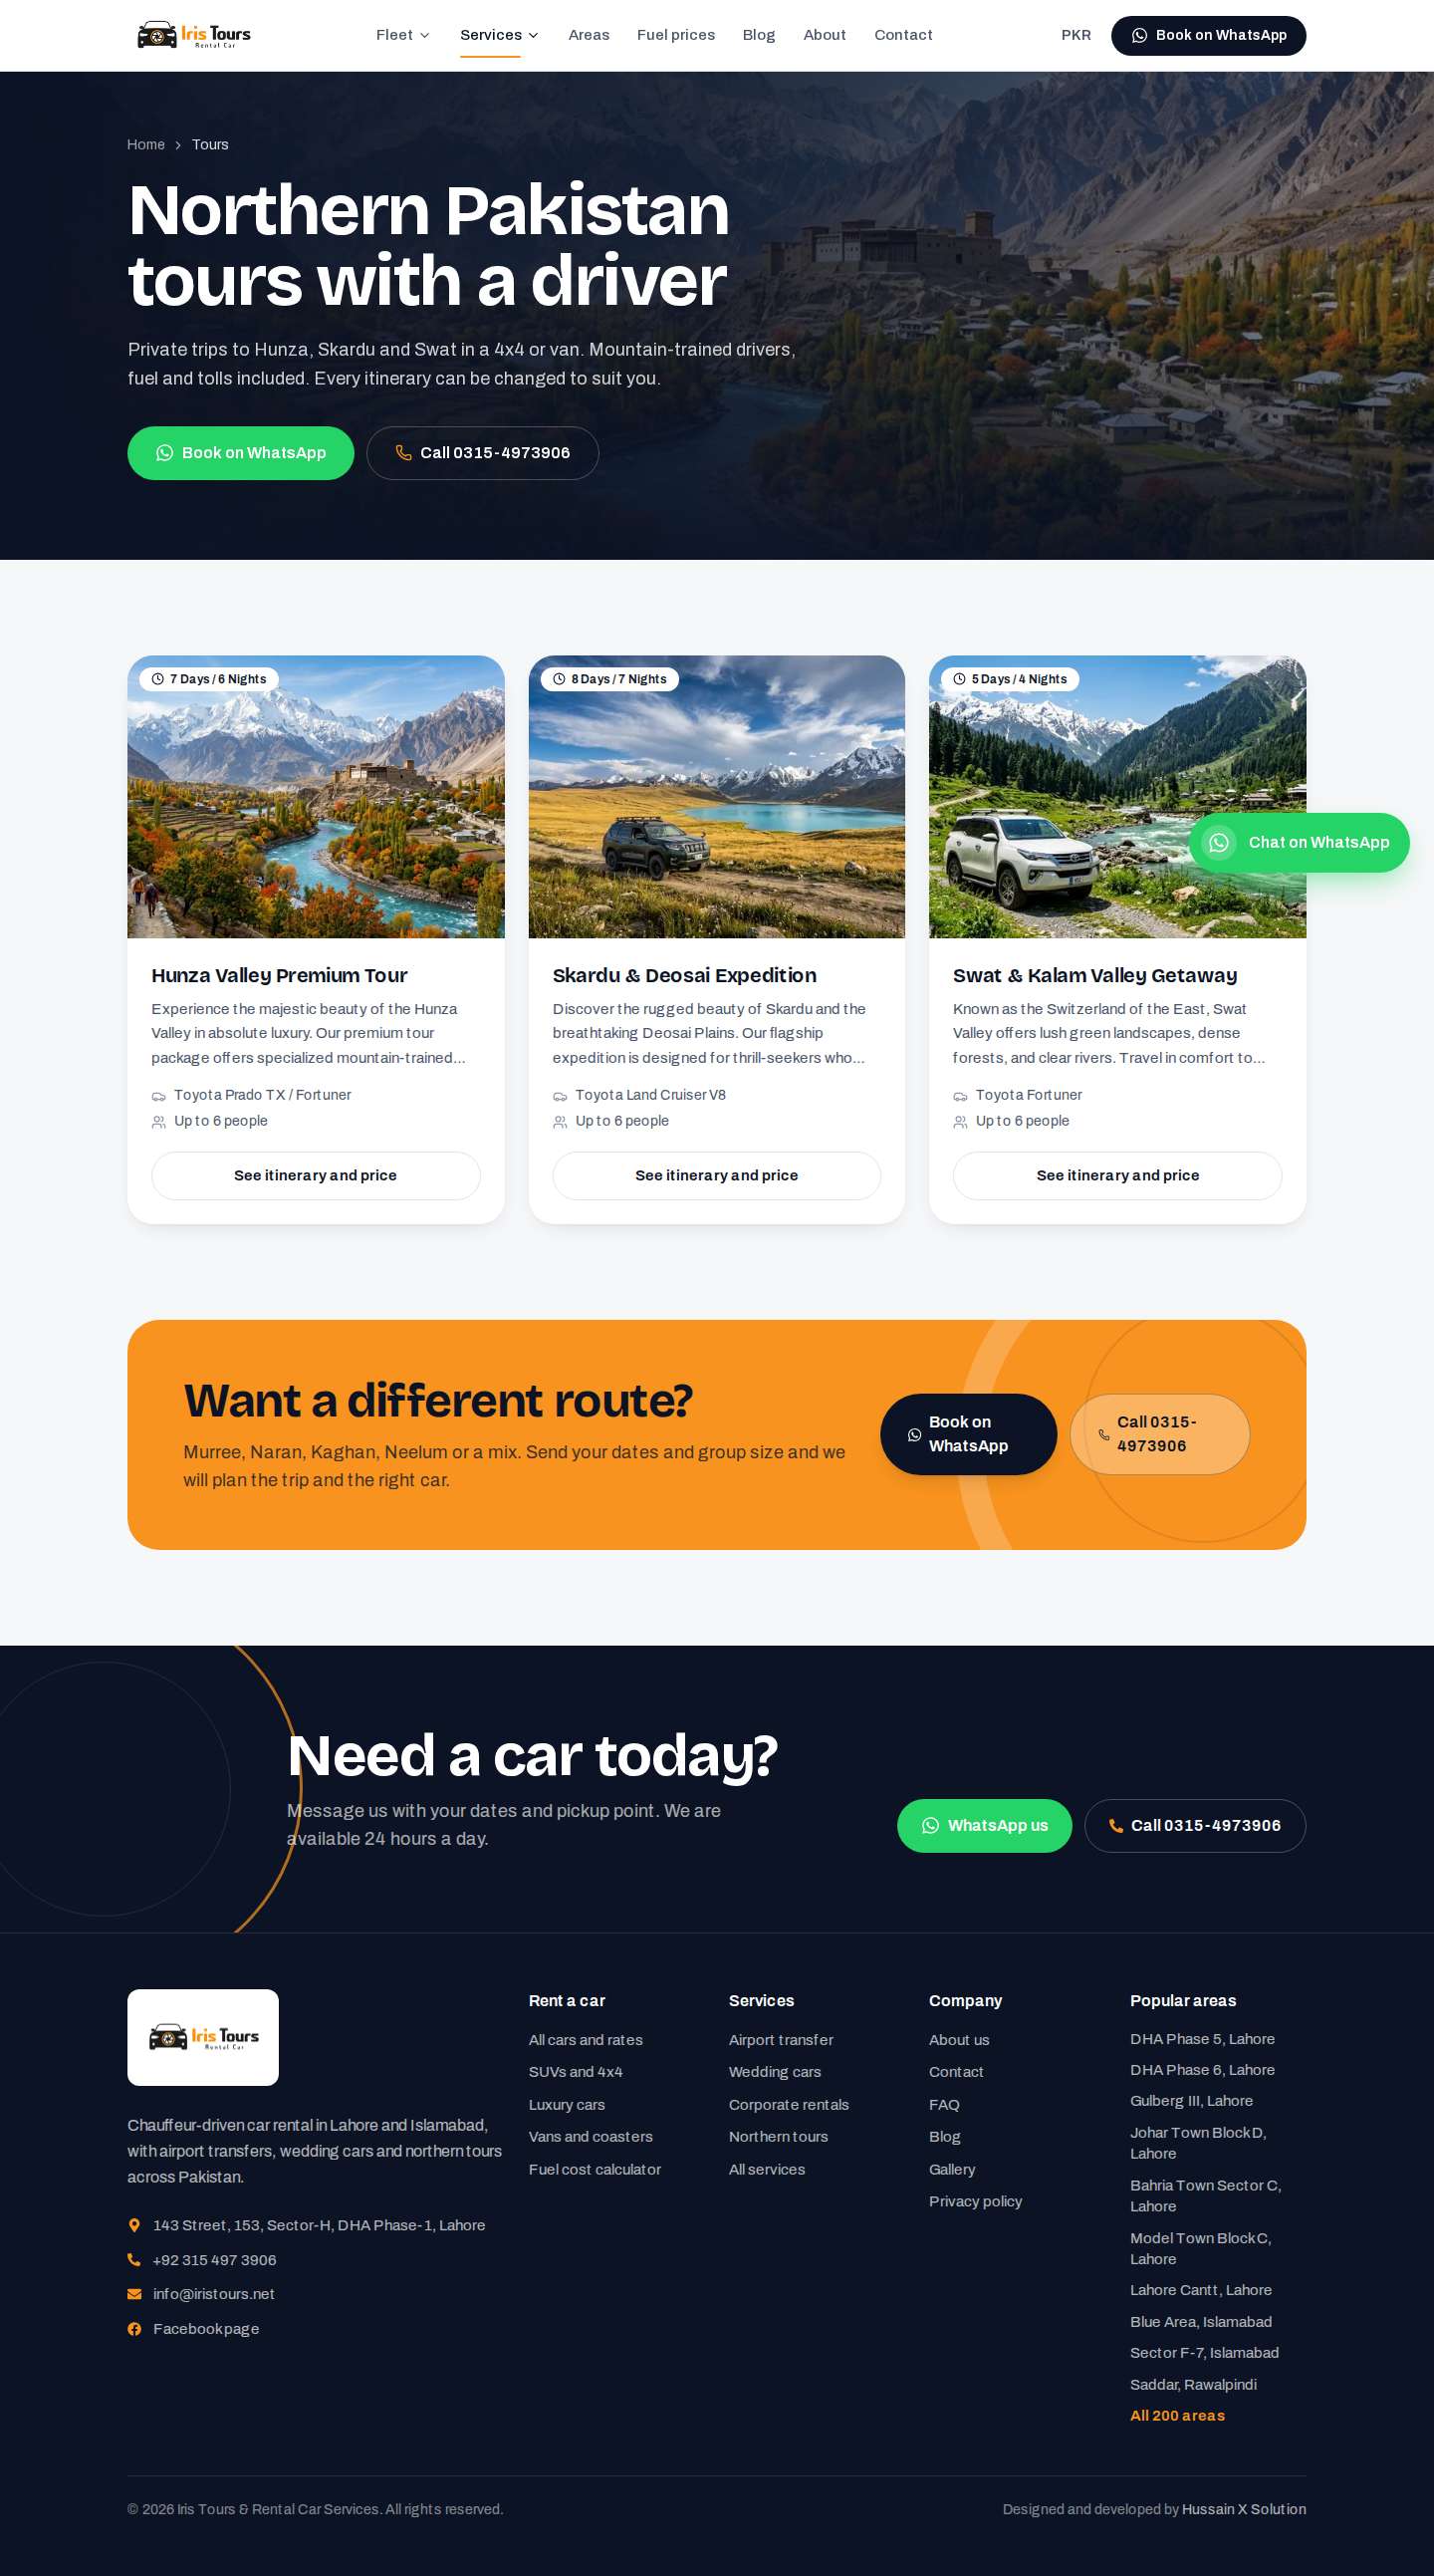 Iris Tours
Rental Car
Fleet
Services
Areas
Fuel prices
Blog
About
Contact
PKR
Book on WhatsApp
Home
Tours
Northern Pakistan
tours with a driver
Private trips to Hunza, Skardu and Swat in a 4x4 or van. Mountain-trained drivers,
fuel and tolls included. Every itinerary can be changed to suit you.
Book on WhatsApp
Call 0315-4973906
7 Days / 6 Nights
Hunza Valley Premium Tour
Experience the majestic beauty of the Hunza
Valley in absolute luxury. Our premium tour
package offers specialized mountain-trained...
Toyota Prado TX / Fortuner
Up to 6 people
See itinerary and price
8 Days / 7 Nights
Skardu & Deosai Expedition
Discover the rugged beauty of Skardu and the
breathtaking Deosai Plains. Our flagship
expedition is designed for thrill-seekers who...
Toyota Land Cruiser V8
Up to 6 people
See itinerary and price
5 Days / 4 Nights
Swat & Kalam Valley Getaway
Known as the Switzerland of the East, Swat
Valley offers lush green landscapes, dense
forests, and clear rivers. Travel in comfort to...
Toyota Fortuner
Up to 6 people
See itinerary and price
Chat on WhatsApp
Want a different route?
Murree, Naran, Kaghan, Neelum or a mix. Send your dates and group size and we
will plan the trip and the right car.
Book on
WhatsApp
Call 0315-
4973906
Need a car today?
Message us with your dates and pickup point. We are
available 24 hours a day.
WhatsApp us
Call 0315-4973906
Iris Tours
Rental Car
Chauffeur-driven car rental in Lahore and Islamabad,
with airport transfers, wedding cars and northern tours
across Pakistan.
143 Street, 153, Sector-H, DHA Phase-1, Lahore
+92 315 497 3906
info@iristours.net
Facebook page
Rent a car
All cars and rates
SUVs and 4x4
Luxury cars
Vans and coasters
Fuel cost calculator
Services
Airport transfer
Wedding cars
Corporate rentals
Northern tours
All services
Company
About us
Contact
FAQ
Blog
Gallery
Privacy policy
Popular areas
DHA Phase 5, Lahore
DHA Phase 6, Lahore
Gulberg III, Lahore
Johar Town Block D,
Lahore
Bahria Town Sector C,
Lahore
Model Town Block C,
Lahore
Lahore Cantt, Lahore
Blue Area, Islamabad
Sector F-7, Islamabad
Saddar, Rawalpindi
All 200 areas
© 2026 Iris Tours & Rental Car Services. All rights reserved.
Designed and developed by Hussain X Solution